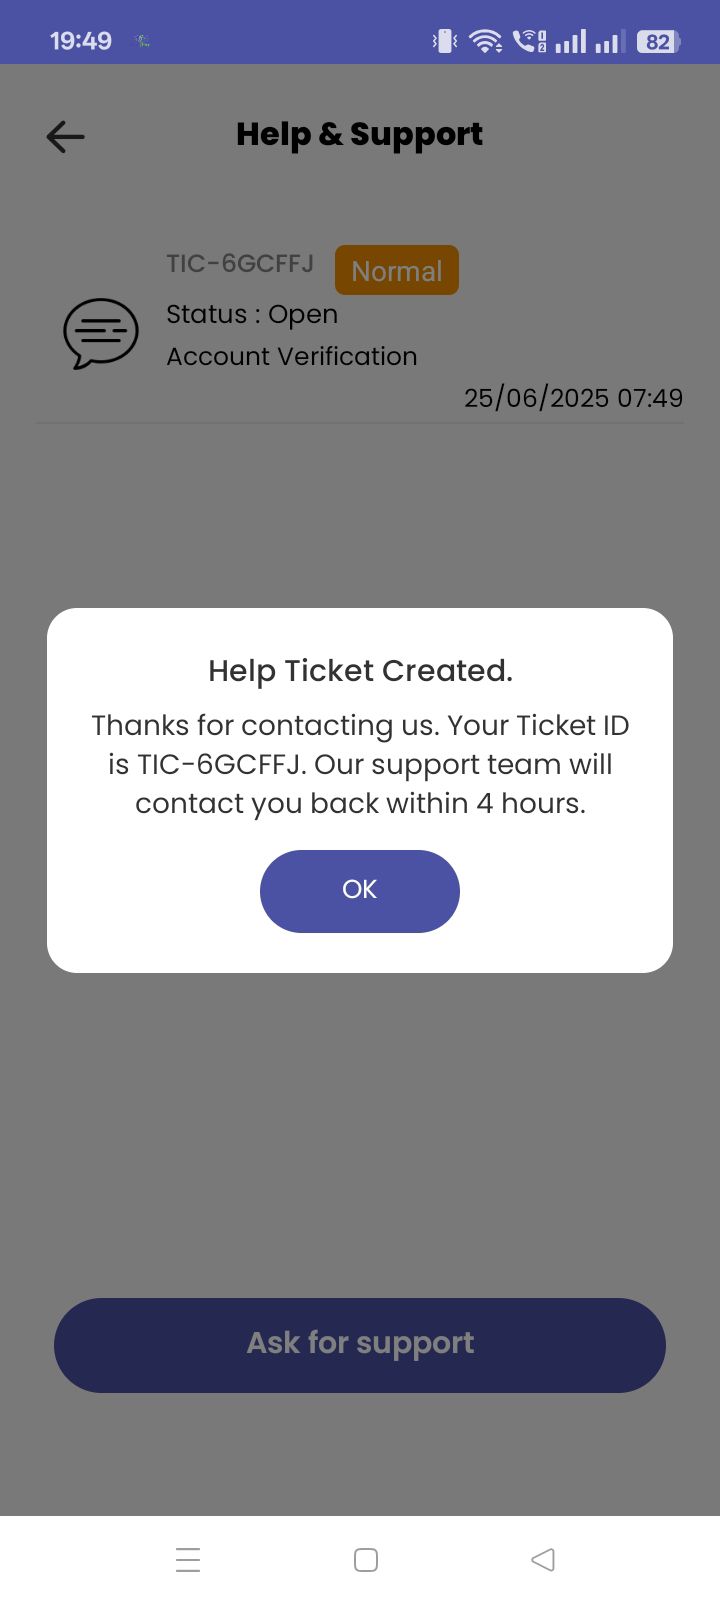 19:49
82
Help & Support
TIC-6GCFFJ
Normal
Status : Open
Account Verification
25/06/2025 07:49
Help Ticket Created.
Thanks for contacting us. Your Ticket ID
is TIC-6GCFFJ. Our support team will
contact you back within 4 hours.
OK
Ask for support